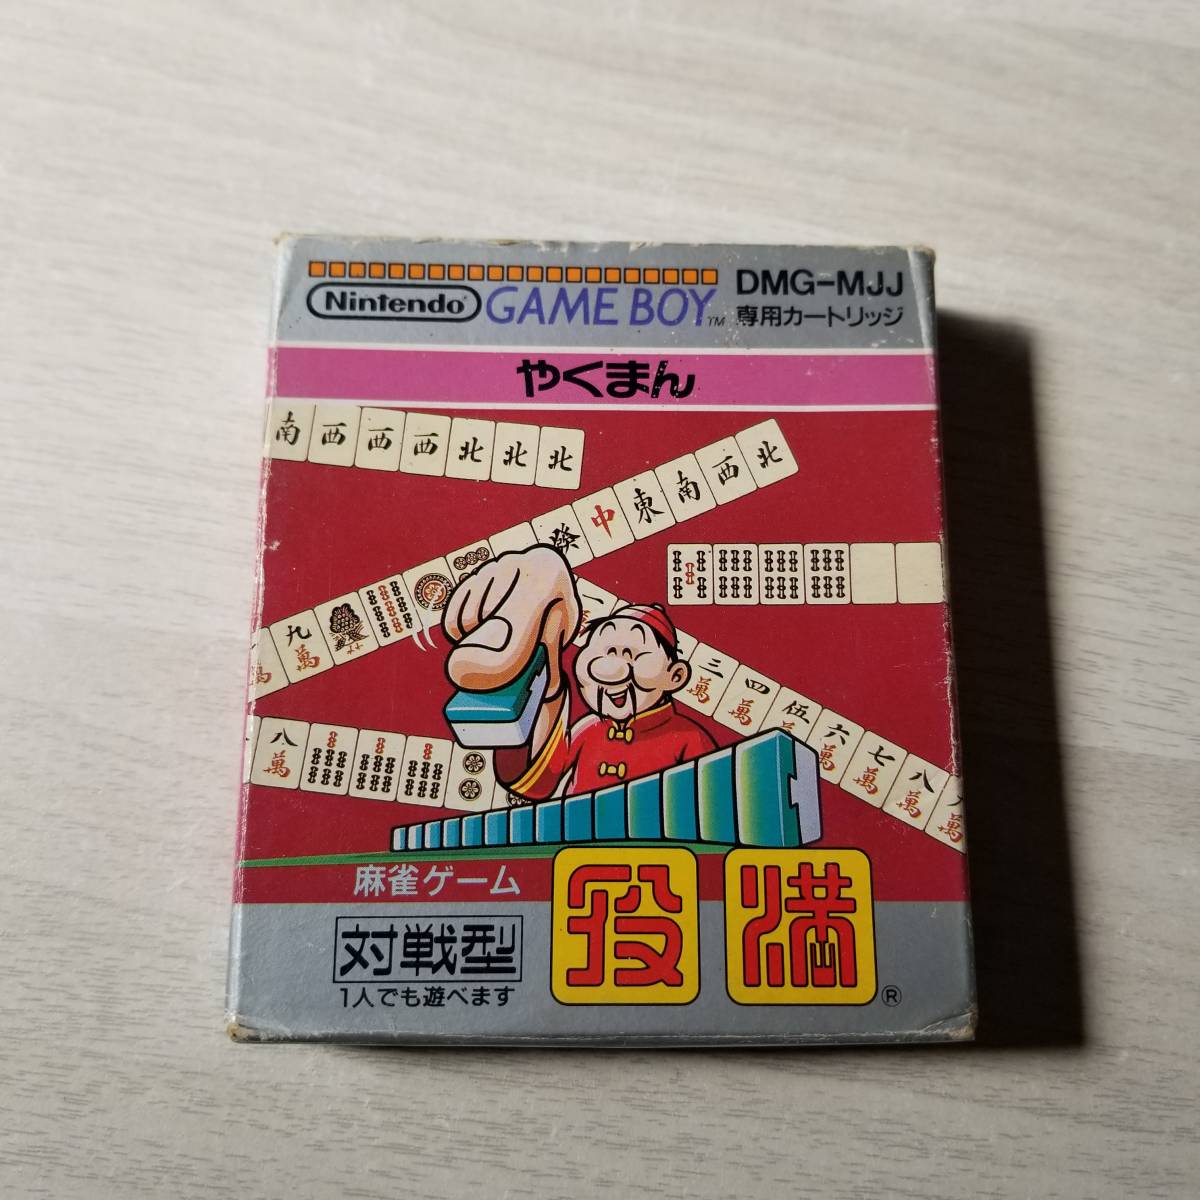 Nintendo GAME BOY™
DMG-MJJ
専用カートリッジ
やくまん
南 西 西 西 北 北 北
發 中 東 南 西 北
九萬
一
三萬 四萬 伍萬 六萬 七萬 八萬
八萬
麻雀ゲーム
対戦型
1人でも遊べます
役満®